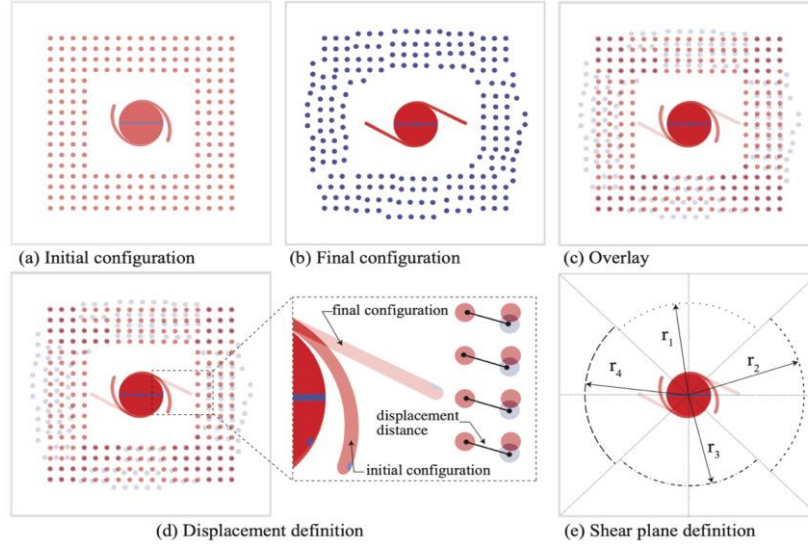 (a) Initial configuration
(b) Final configuration
(c) Overlay
final configuration
displacement
distance
initial configuration
(d) Displacement definition
r1
r2
r4
r3
(e) Shear plane definition